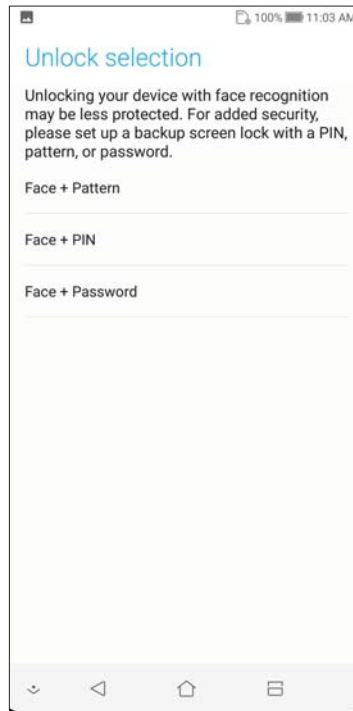 100% 11:03 AM
Unlock selection
Unlocking your device with face recognition
may be less protected. For added security,
please set up a backup screen lock with a PIN,
pattern, or password.
Face + Pattern
Face + PIN
Face + Password